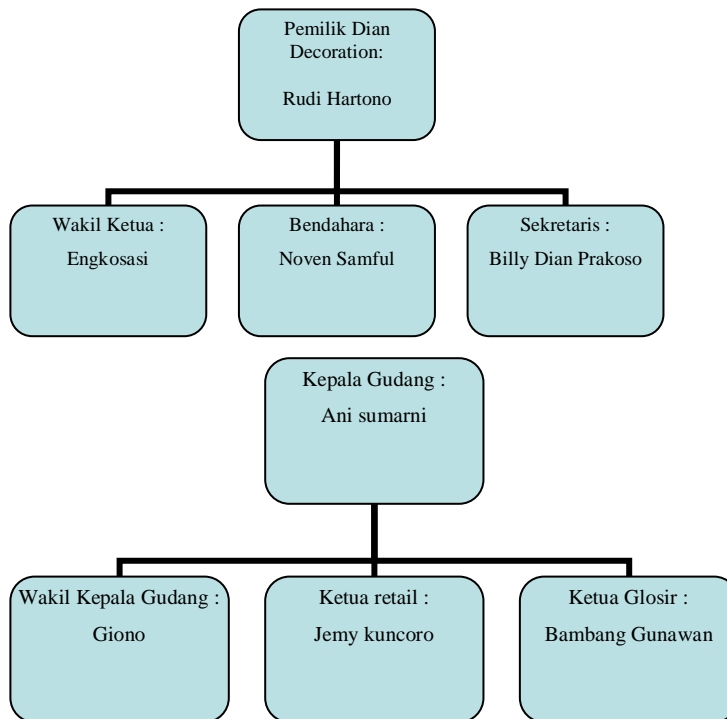 Pemilik Dian
Decoration:
Rudi Hartono
Wakil Ketua :
Engkosasi
Bendahara :
Noven Samful
Sekretaris :
Billy Dian Prakoso
Kepala Gudang :
Ani sumarni
Wakil Kepala Gudang :
Giono
Ketua retail :
Jemy kuncoro
Ketua Glosir :
Bambang Gunawan